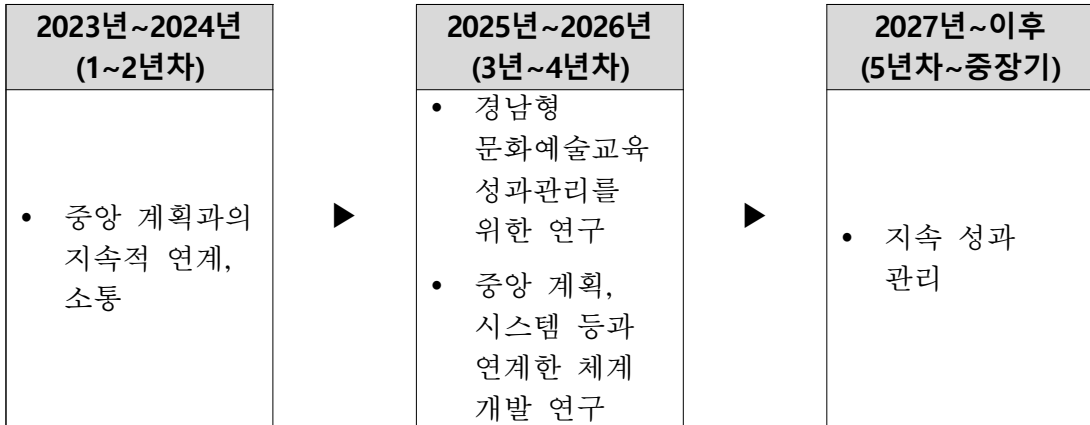 2023년~2024년
(1~2년차)
• 중앙 계획과의
지속적 연계,
소통
▶
2025년~2026년
(3년~4년차)
• 경남형
문화예술교육
성과관리를
위한 연구
• 중앙 계획,
시스템 등과
연계한 체계
개발 연구
▶
2027년~이후
(5년차~중장기)
• 지속 성과
관리